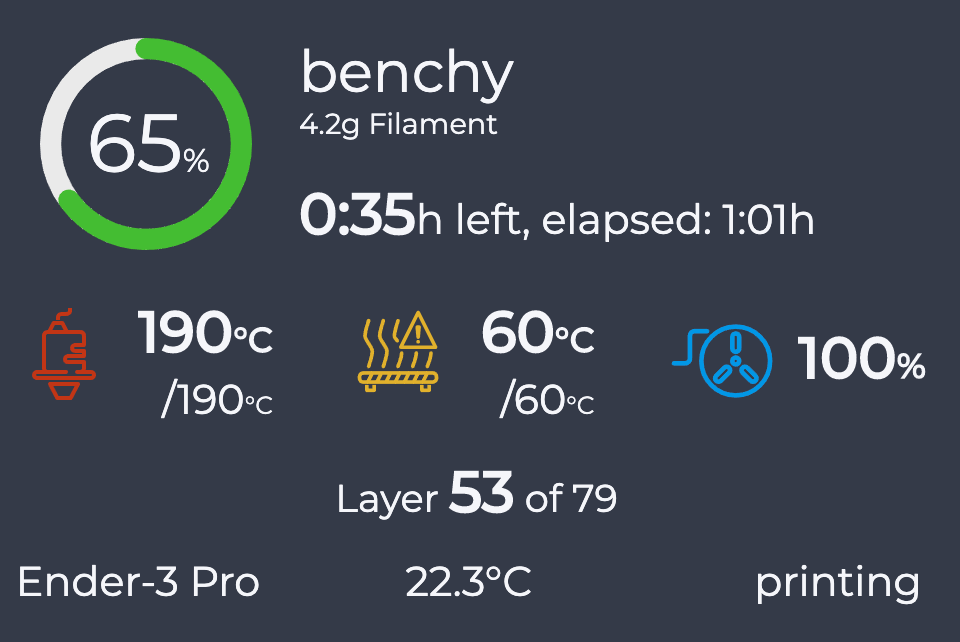 65%
benchy
4.2g Filament
0:35h left, elapsed: 1:01h
190°C
/190°C
60°C
/60°C
100%
Layer 53 of 79
Ender-3 Pro
22.3°C
printing